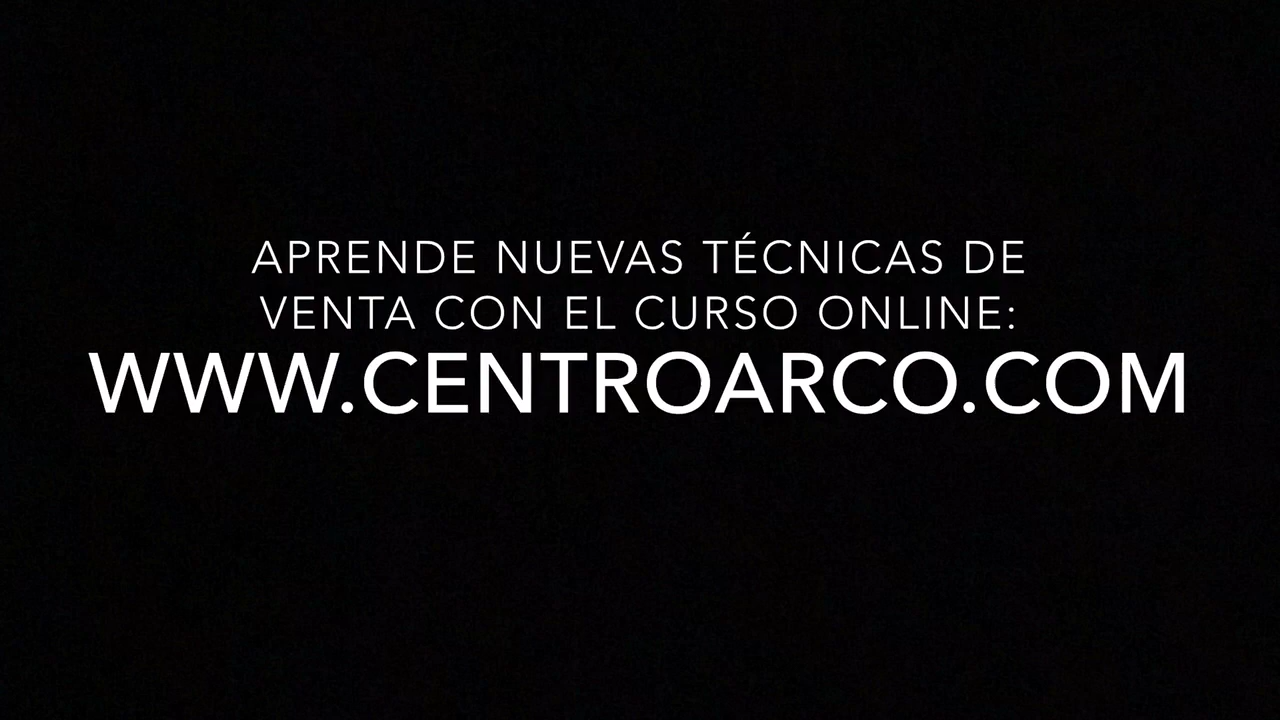 APRENDE NUEVAS TÉCNICAS DE
VENTA CON EL CURSO ONLINE:
WWW.CENTROARCO.COM